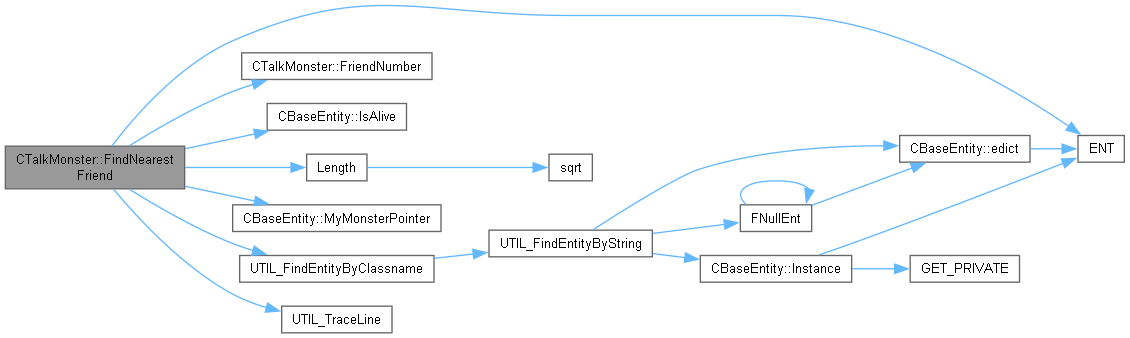 CTalkMonster::FriendNumber
CBaseEntity::IsAlive
CTalkMonster::FindNearest
Friend
Length
sqrt
CBaseEntity::edict
ENT
CBaseEntity::MyMonsterPointer
FNullEnt
UTIL_FindEntityByString
UTIL_FindEntityByClassname
CBaseEntity::Instance
GET_PRIVATE
UTIL_TraceLine